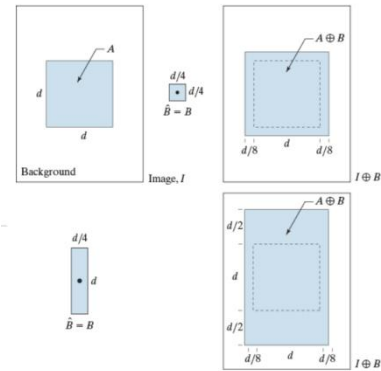 A
d
d
Background
Image, I
d/4
d/4
B̂ = B
A ⊕ B
d/8
d
d/8
I ⊕ B
d/4
d
B̂ = B
A ⊕ B
d/2
d
d/2
d/8
d
d/8
I ⊕ B